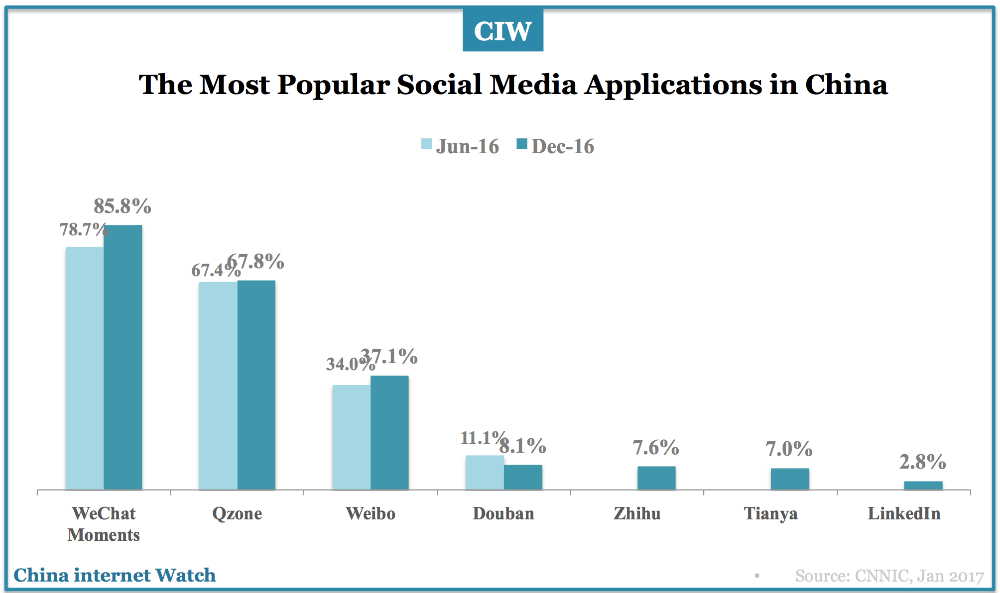 CIW
The Most Popular Social Media Applications in China
Jun-16 Dec-16
85.8%
78.7%
67.4% 67.8%
34.0% 37.1%
11.1% 8.1% 7.6% 7.0% 2.8%
WeChat Moments Qzone Weibo Douban Zhihu Tianya LinkedIn
China internet Watch
• Source: CNNIC, Jan 2017